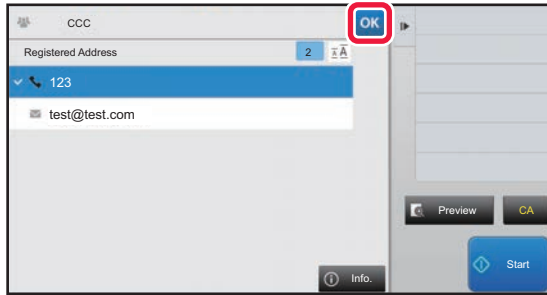 CCC OK
Registered Address 2 A A
123
test@test.com
Preview CA
Start
Info.